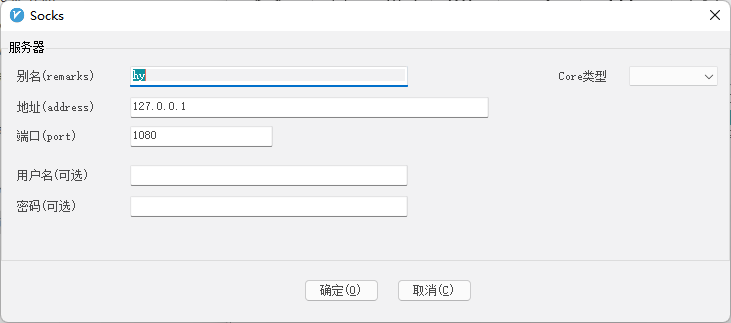 Socks
服务器
别名(remarks) hy Core类型
地址(address) 127.0.0.1
端口(port) 1080
用户名(可选)
密码(可选)
确定(O) 取消(C)